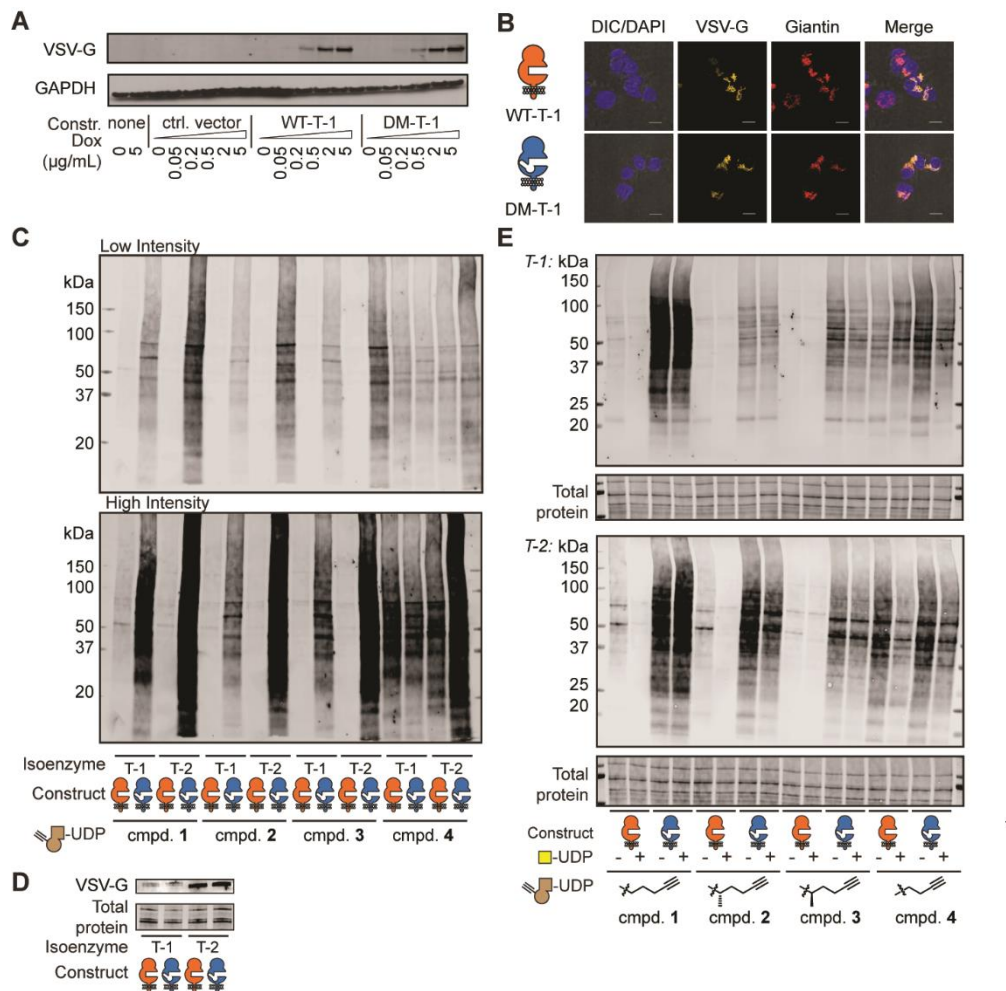 A
VSV-G
GAPDH
Constr. none ctrl. vector WT-T-1 DM-T-1
Dox (µg/mL) 0 5 0 0.05 0.2 2 5 0 0.05 0.2 2 5 0 0.05 0.2 2 5
B
DIC/DAPI VSV-G Giantin Merge
WT-T-1
DM-T-1
C
Low Intensity
kDa
150
100
50
37
20
High Intensity
kDa
150
100
50
37
20
Isoenzyme T-1 T-2 T-1 T-2 T-1 T-2 T-1 T-2
Construct
-UDP cmpd. 1 cmpd. 2 cmpd. 3 cmpd. 4
D
VSV-G
Total
protein
Isoenzyme T-1 T-2
Construct
E
T-1: kDa
150
100
50
37
25
20
Total
protein
T-2: kDa
150
100
50
37
25
20
Total
protein
Construct
-UDP - + - + - + - + - + - + - + - +
-UDP
cmpd. 1 cmpd. 2 cmpd. 3 cmpd. 4